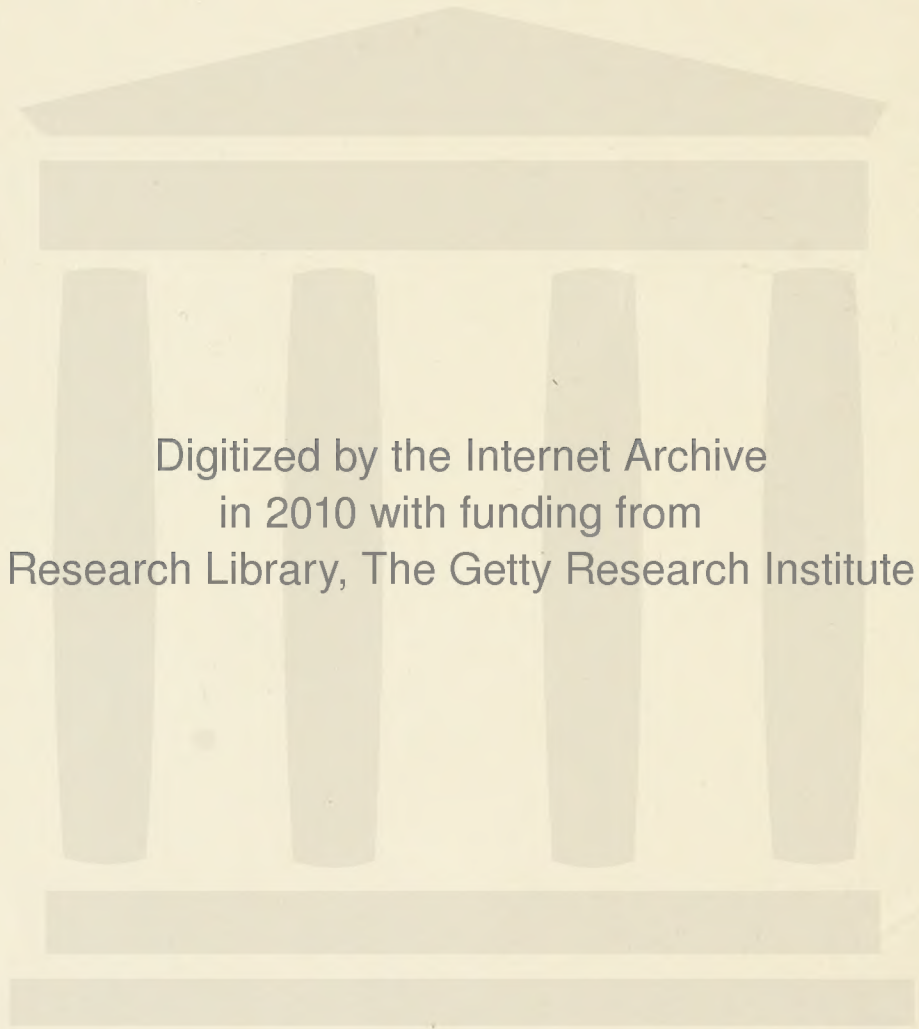 Digitized by the Internet Archive
in 2010 with funding from
Research Library, The Getty Research Institute